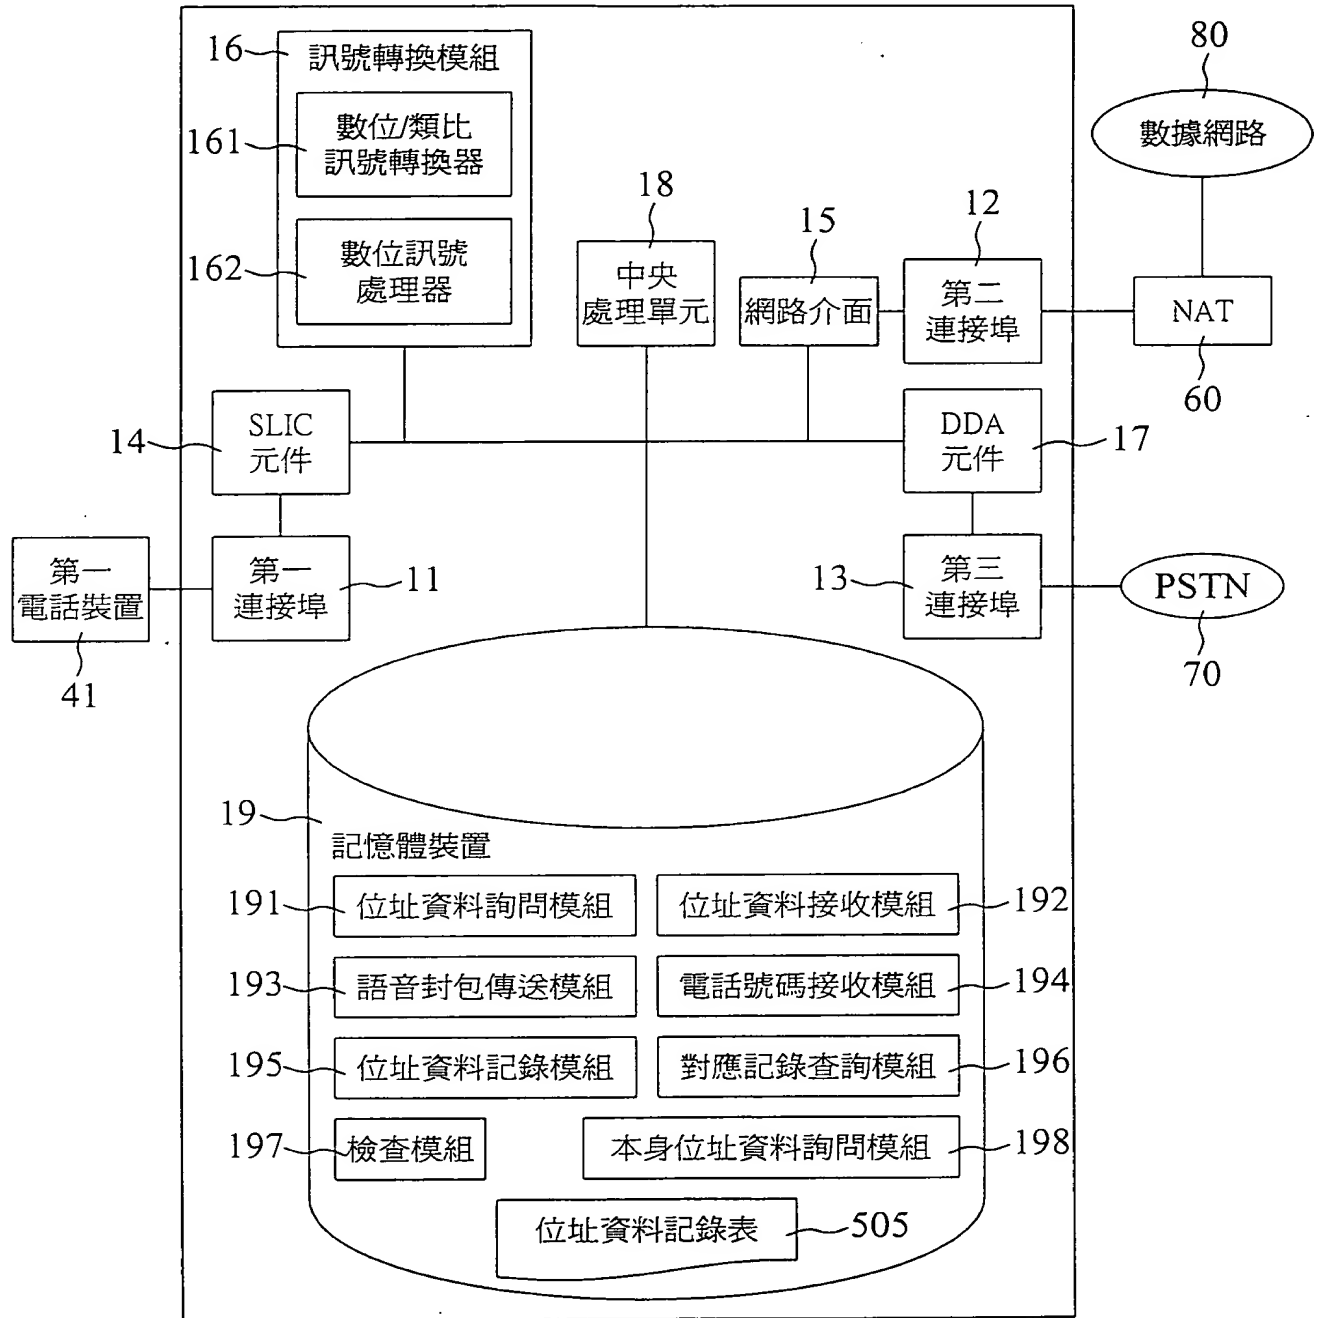 16
訊號轉換模組
161
數位/類比
訊號轉換器
162
數位訊號
處理器
18
中央
處理單元
15
網路介面
12
第二
連接埠
80
數據網路
NAT
60
14
SLIC
元件
DDA
元件
17
第一
電話裝置
41
第一
連接埠
11
13
第三
連接埠
PSTN
70
19
記憶體裝置
191
位址資料詢問模組
位址資料接收模組
192
193
語音封包傳送模組
電話號碼接收模組
194
195
位址資料記錄模組
對應記錄查詢模組
196
197
檢查模組
本身位址資料詢問模組
198
位址資料記錄表
505